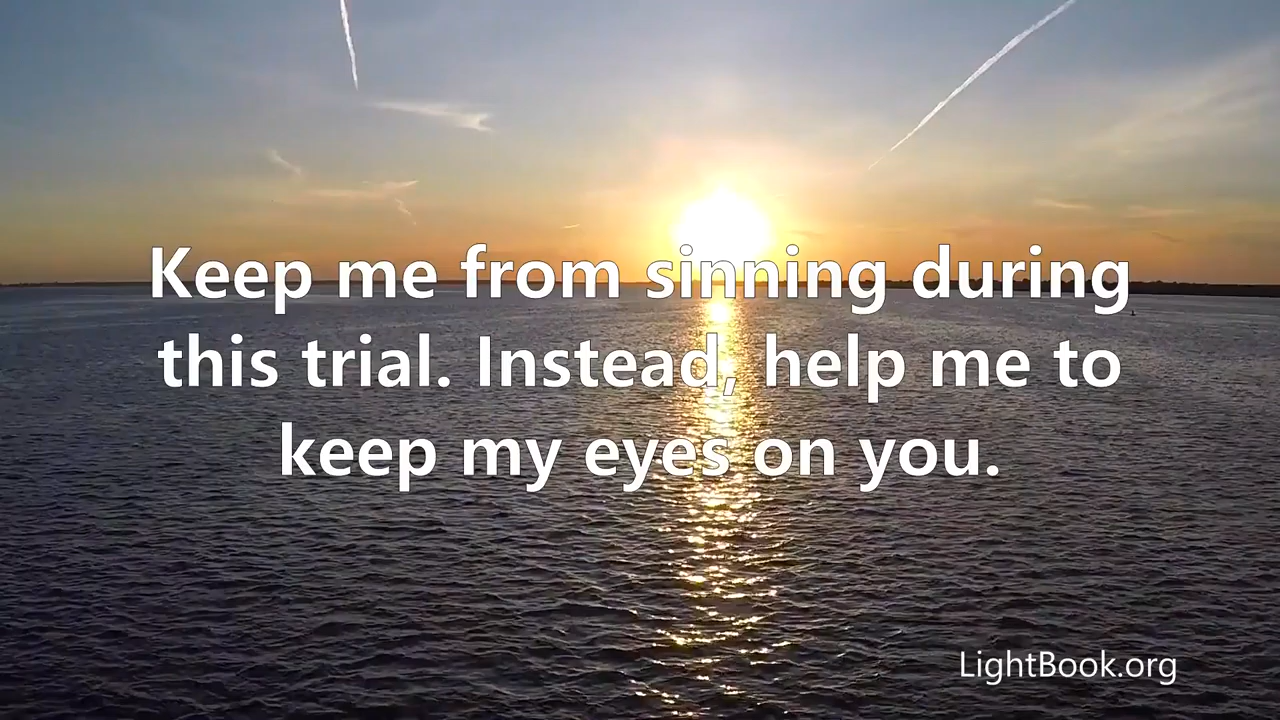 Keep me from sinning during
this trial. Instead, help me to
keep my eyes on you.
LightBook.org